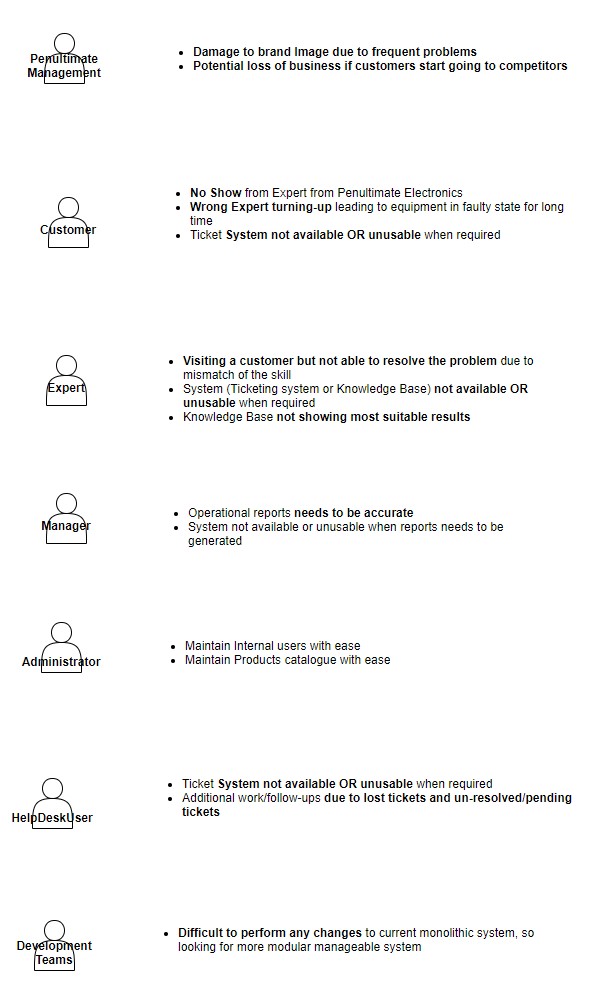 Penultimate
Management
• Damage to brand Image due to frequent problems
• Potential loss of business if customers start going to competitors
Customer
• No Show from Expert from Penultimate Electronics
• Wrong Expert turning-up leading to equipment in faulty state for long
time
• Ticket System not available OR unusable when required
Expert
• Visiting a customer but not able to resolve the problem due to
mismatch of the skill
• System (Ticketing system or Knowledge Base) not available OR
unusable when required
• Knowledge Base not showing most suitable results
Manager
• Operational reports needs to be accurate
• System not available or unusable when reports needs to be
generated
Administrator
• Maintain Internal users with ease
• Maintain Products catalogue with ease
HelpDeskUser
• Ticket System not available OR unusable when required
• Additional work/follow-ups due to lost tickets and un-resolved/pending
tickets
Development
Teams
• Difficult to perform any changes to current monolithic system, so
looking for more modular manageable system